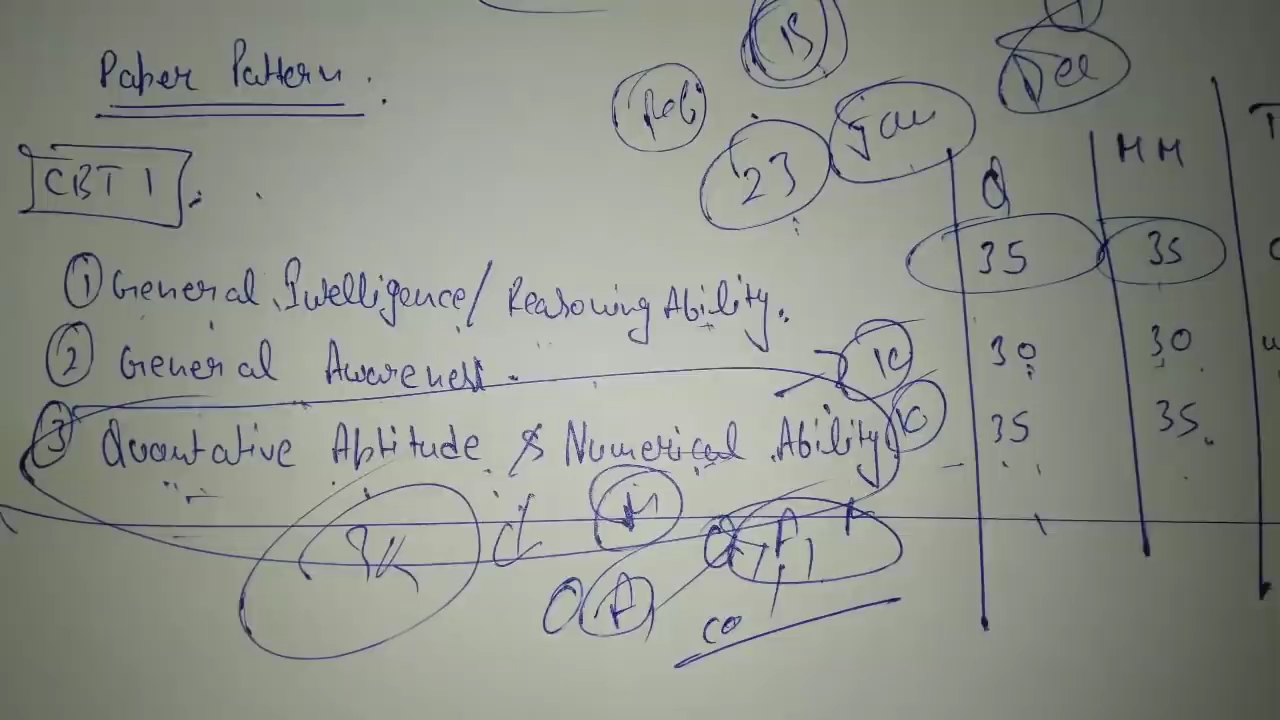 15
Dec
Paper Pattern.
Feb
Jan
23
Q
MM
T
CBT 1
35 35
① General Intelligence/ Reasoning Ability.
② General Awareness. 30 30
③ Quantative Aptitude & Numerical Ability 35 35.